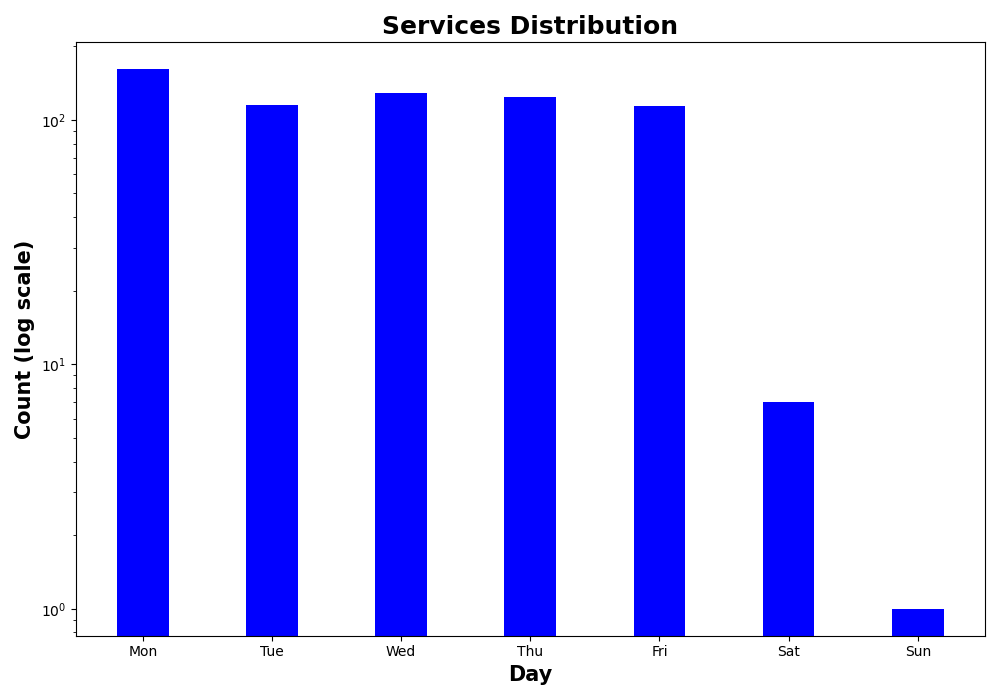 Services Distribution
Count (log scale)
10²
10¹
10⁰
Mon Tue Wed Thu Fri Sat Sun
Day